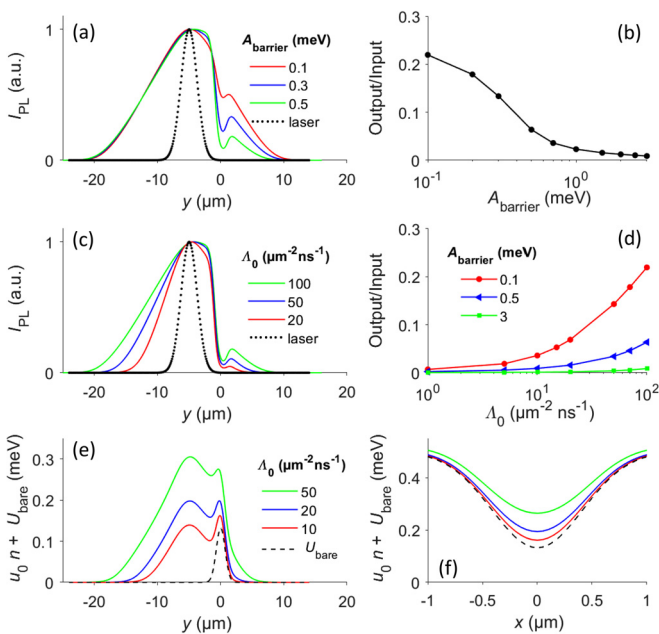 (a)
A_barrier (meV)
0.1
0.3
0.5
laser
I_PL (a.u.)
1
0
-20 -10 0 10 20
y (μm)
(b)
Output/Input
0.3
0.2
0.1
0
10^-1 10^0
A_barrier (meV)
(c)
Λ_0 (μm^-2ns^-1)
100
50
20
laser
I_PL (a.u.)
1
0
-20 -10 0 10 20
y (μm)
(d)
A_barrier (meV)
0.1
0.5
3
Output/Input
0.3
0.2
0.1
0
10^0 10^1 10^2
Λ_0 (μm^-2 ns^-1)
(e)
Λ_0 (μm^-2ns^-1)
50
20
10
U_bare
u_0 n + U_bare (meV)
0.3
0.2
0.1
0
-20 -10 0 10 20
y (μm)
(f)
u_0 n + U_bare (meV)
0.4
0.2
0
-1 -0.5 0 0.5 1
x (μm)